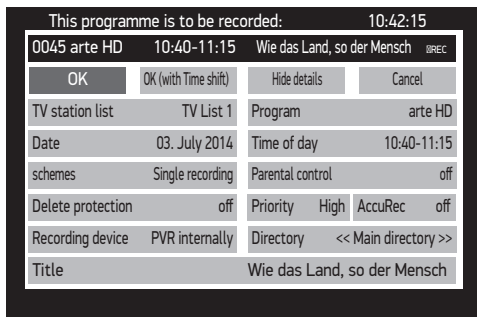 This programme is to be recorded: 10:42:15
0045 arte HD 10:40-11:15 Wie das Land, so der Mensch REC
OK OK (with Time shift) Hide details Cancel
TV station list TV List 1 Program arte HD
Date 03. July 2014 Time of day 10:40-11:15
schemes Single recording Parental control off
Delete protection off Priority High AccuRec off
Recording device PVR internally Directory << Main directory >>
Title Wie das Land, so der Mensch